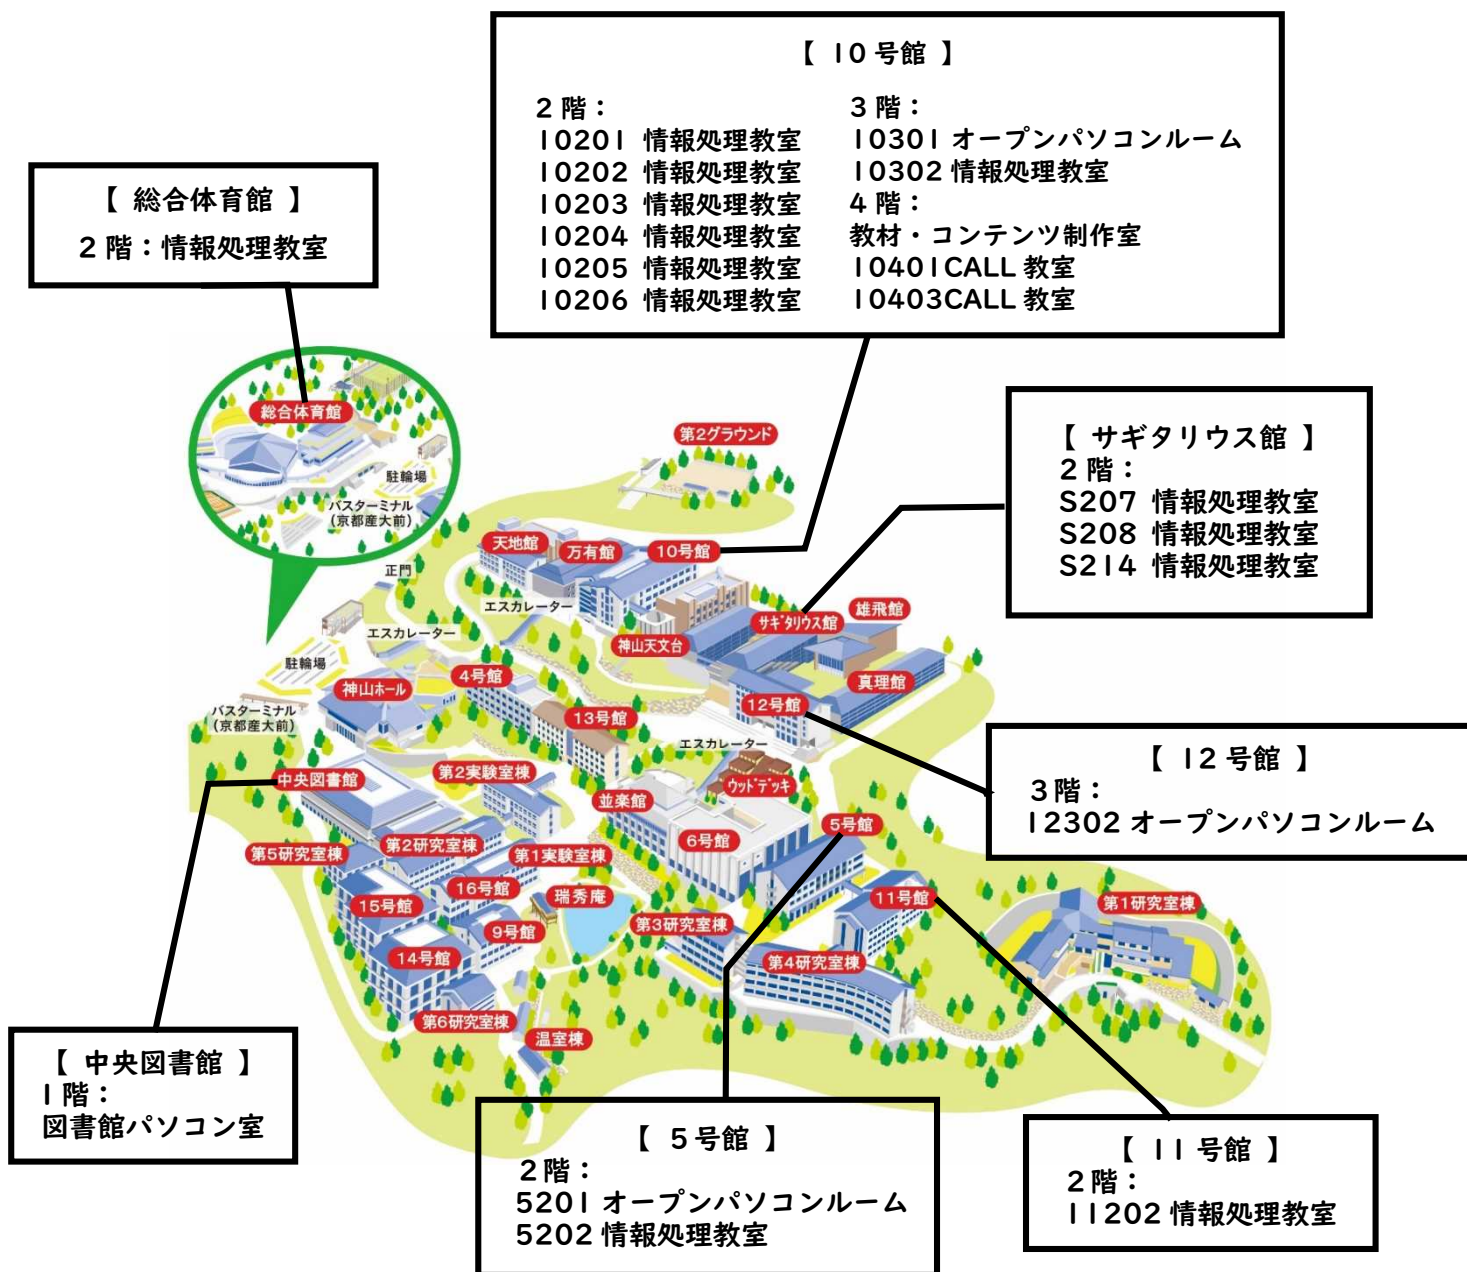 【 10号館 】
2階：
10201 情報処理教室
10202 情報処理教室
10203 情報処理教室
10204 情報処理教室
10205 情報処理教室
10206 情報処理教室
3階：
10301 オープンパソコンルーム
10302 情報処理教室
4階：
教材・コンテンツ制作室
10401CALL 教室
10403CALL 教室
【 総合体育館 】
2階：情報処理教室
総合体育館
駐輪場
バスターミナル
(京都産大前)
【 サギタリウス館 】
2階：
S207 情報処理教室
S208 情報処理教室
S214 情報処理教室
第2グラウンド
天地館
万有館
10号館
正門
エスカレーター
サギタリウス館
雄飛館
エスカレーター
神山天文台
駐輪場
神山ホール
4号館
真理館
12号館
バスターミナル
(京都産大前)
13号館
エスカレーター
【 12号館 】
3階：
12302 オープンパソコンルーム
中央図書館
第2実験室棟
ウッドデッキ
並楽館
5号館
6号館
第5研究室棟
第2研究室棟
第1実験室棟
16号館
瑞秀庵
15号館
11号館
第1研究室棟
9号館
第3研究室棟
14号館
第4研究室棟
第6研究室棟
温室棟
【 中央図書館 】
1階：
図書館パソコン室
【 5号館 】
2階：
5201 オープンパソコンルーム
5202 情報処理教室
【 11号館 】
2階：
11202 情報処理教室